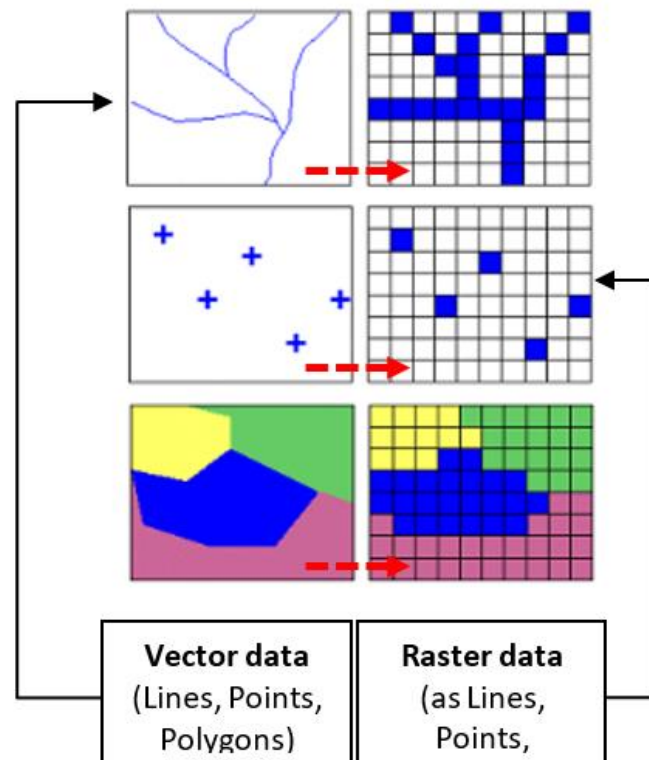 Vector data
(Lines, Points,
Polygons)
Raster data
(as Lines,
Points,